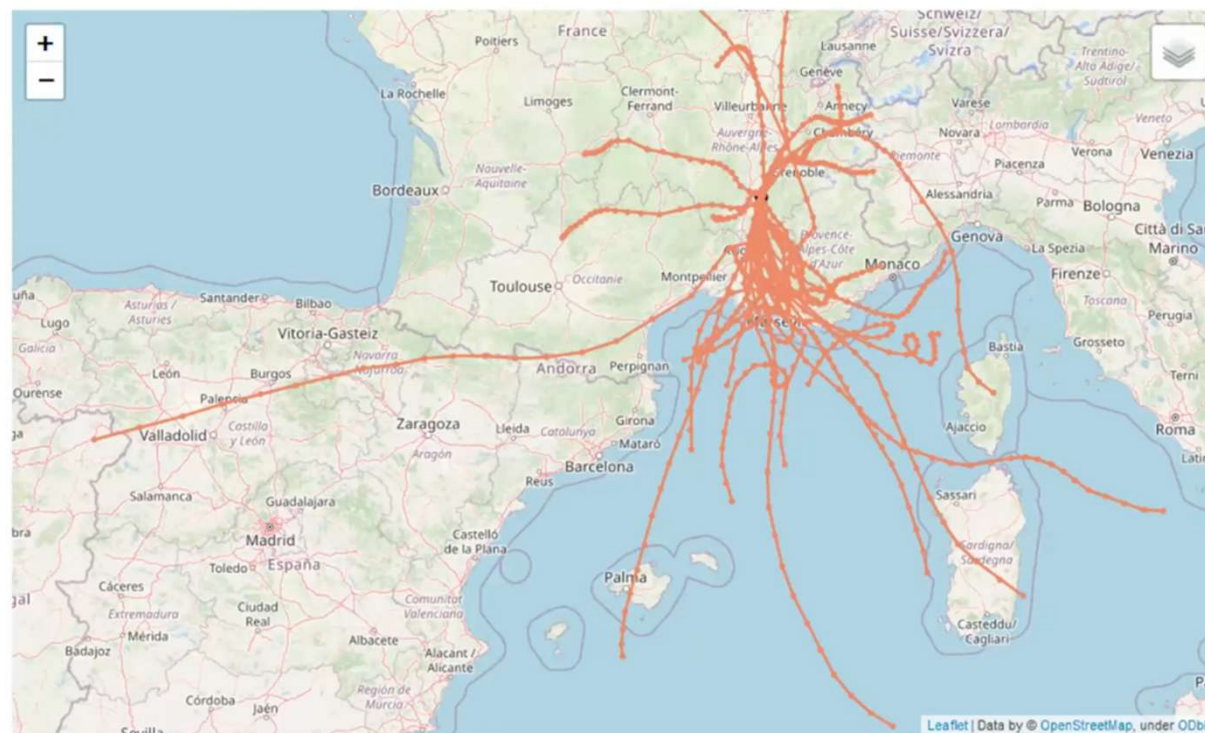 +
−
Schweiz/
Suisse/Svizzera/
Svizra
Poitiers
France
Lausanne
Trentino-
Alto Adige/
Südtirol
Genève
La Rochelle
Limoges
Clermont-
Ferrand
Villeurbanne
Annecy
Varese
Novara
Lombardia
Veneto
Auvergne-
Rhône-Alpes
Chambéry
Verona
Venezia
Piemonte
Piacenza
Nouvelle-
Aquitaine
Grenoble
Bordeaux
Alessandria
Parma
Bologna
Provence-
Alpes-Côte
d'Azur
Genova
Città di Sa
Marino
La Spezia
Toulouse
Occitanie
Montpellier
Monaco
Firenze
Toscana
Perugia
uña
Asturias /
Asturies
Santander
Bilbao
Lugo
Vitoria-Gasteiz
Galicia
León
Burgos
Navarra
Nafarroa
Andorra
Perpignan
Bastia
Grosseto
Terni
Ourense
Palencia
Valladolid
Castilla
y León
Zaragoza
Aragón
Lleida
Catalunya
Girona
Mataró
Barcelona
Reus
Ajaccio
Roma
Latin
Salamanca
Guadalajara
Madrid
España
Toledo
Castelló
de la Plana
Sassari
Sardigna/
Sardegna
Palma
Cáceres
Extremadura
Mérida
Badajoz
Ciudad
Real
Comunitat
Valenciana
Albacete
Alacant /
Alicante
Casteddu/
Cagliari
Córdoba
Jaén
Región de
Murcia
Sevilla
Leaflet | Data by © OpenStreetMap, under ODbl